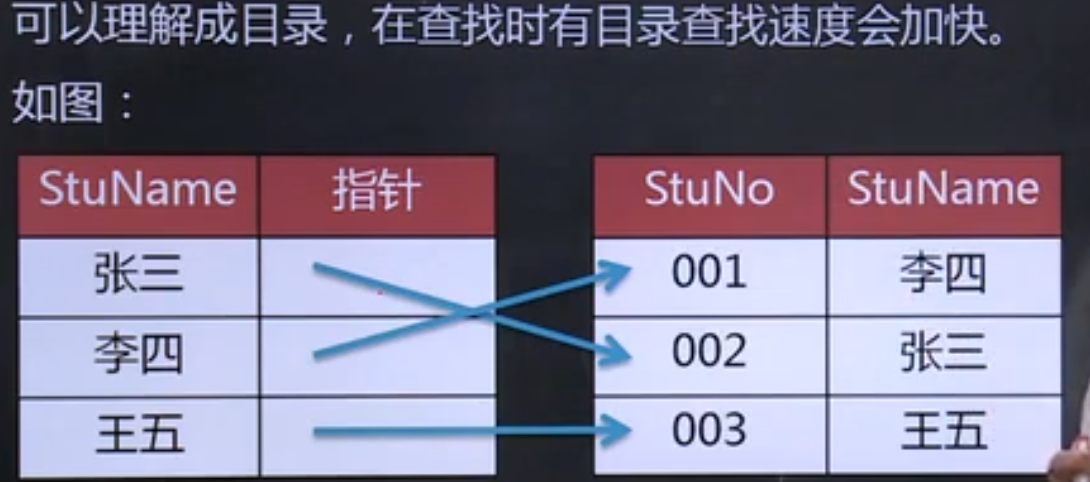 可以理解成目录，在查找时有目录查找速度会加快。
如图：
StuName 指针 StuNo StuName
张三 001 李四
李四 002 张三
王五 003 王五